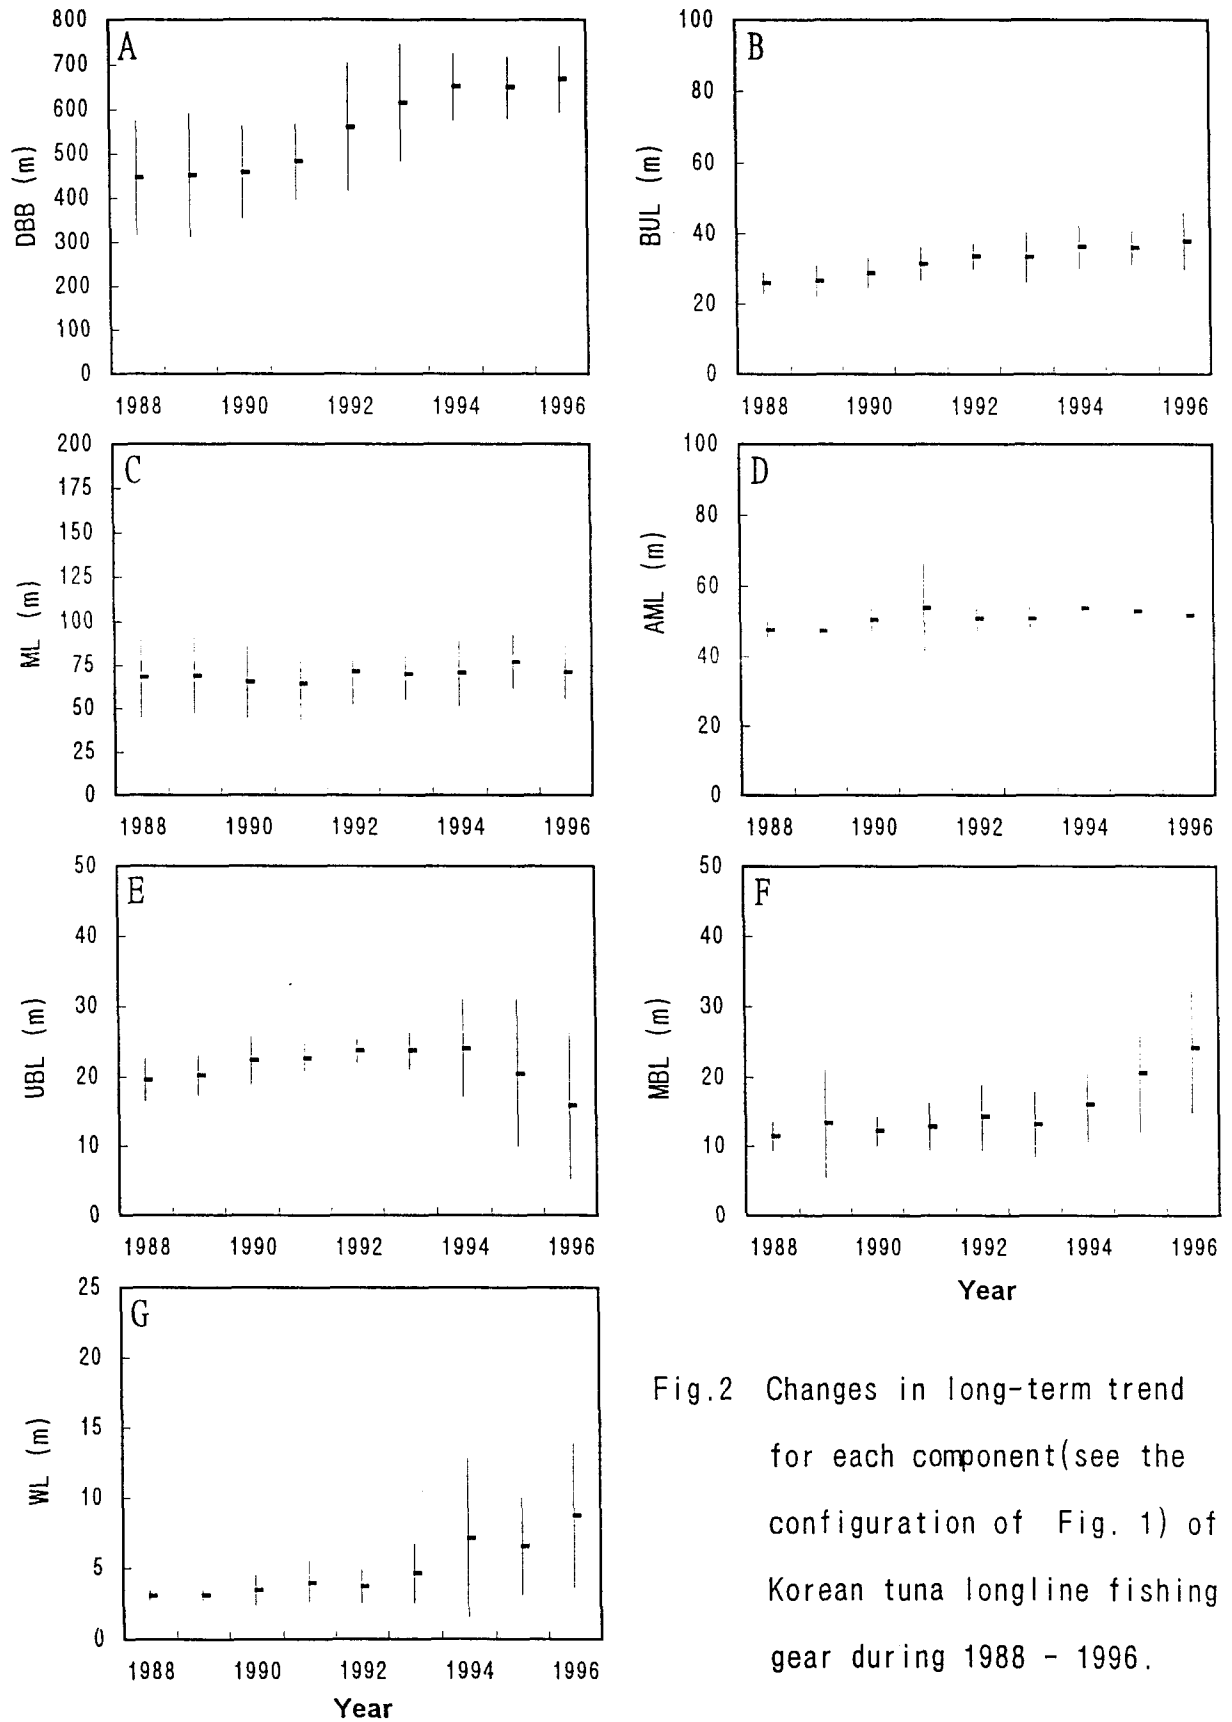 A
DBB (m)
800
700
600
500
400
300
200
100
0
1988 1990 1992 1994 1996
B
BUL (m)
100
80
60
40
20
0
1988 1990 1992 1994 1996
C
ML (m)
200
175
150
125
100
75
50
25
0
1988 1990 1992 1994 1996
D
AML (m)
100
80
60
40
20
0
1988 1990 1992 1994 1996
E
UBL (m)
50
40
30
20
10
0
1988 1990 1992 1994 1996
F
MBL (m)
50
40
30
20
10
0
1988 1990 1992 1994 1996
Year
G
WL (m)
25
20
15
10
5
0
1988 1990 1992 1994 1996
Year
Fig.2 Changes in long-term trend
for each component(see the
configuration of Fig. 1) of
Korean tuna longline fishing
gear during 1988 - 1996.